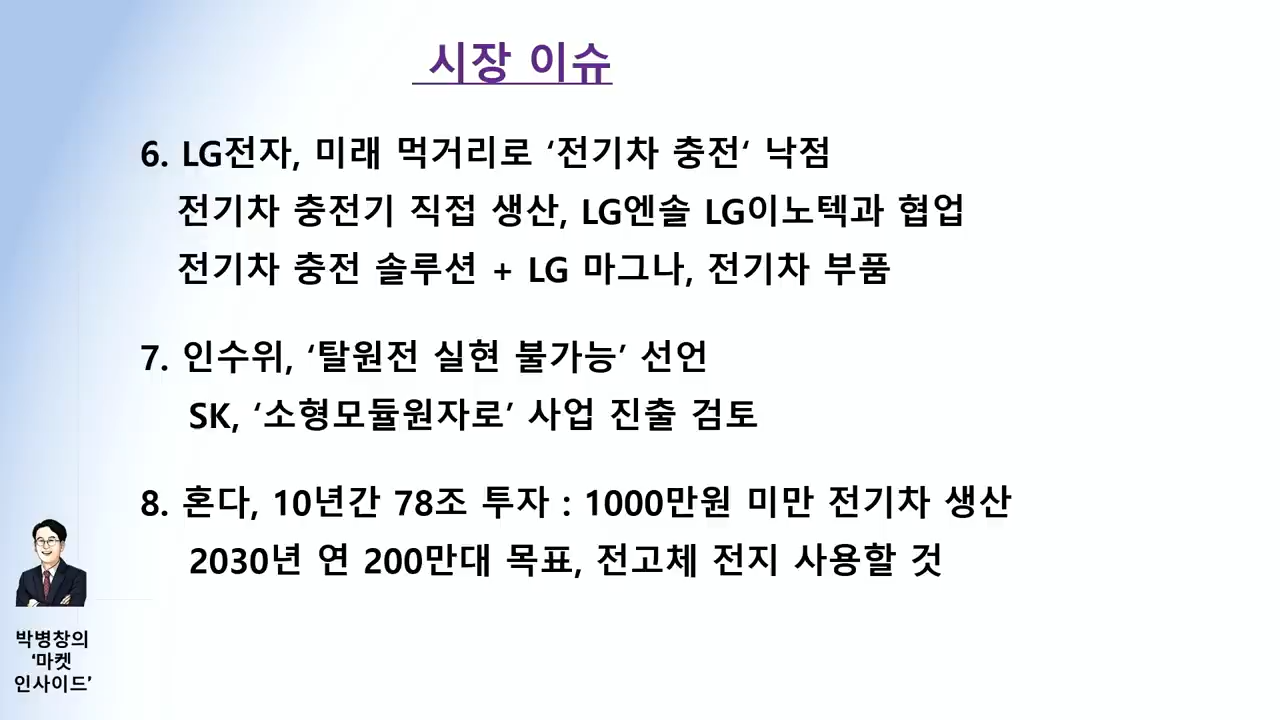 시장 이슈
6. LG전자, 미래 먹거리로 ‘전기차 충전‘ 낙점
전기차 충전기 직접 생산, LG엔솔 LG이노텍과 협업
전기차 충전 솔루션 + LG 마그나, 전기차 부품
7. 인수위, ‘탈원전 실현 불가능’ 선언
SK, ‘소형모듈원자로’ 사업 진출 검토
8. 혼다, 10년간 78조 투자 : 1000만원 미만 전기차 생산
2030년 연 200만대 목표, 전고체 전지 사용할 것
박병창의
‘마켓
인사이드’